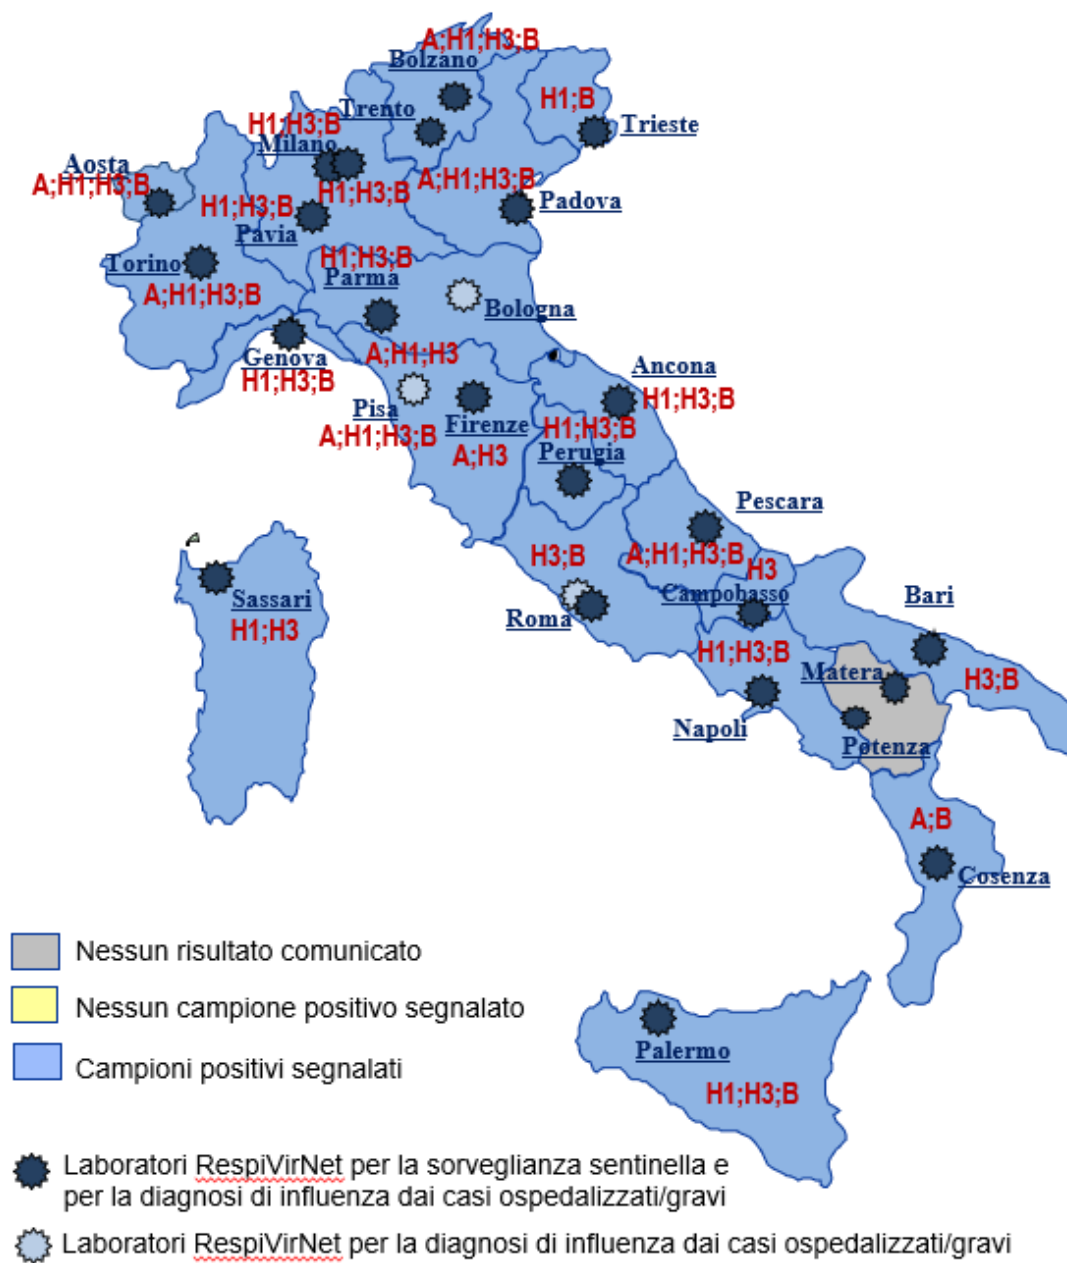 A;H1;H3;B
Bolzano
H1;B
Trento
Trieste
H1;H3;B
Milano
Aosta
A;H1;H3;B
A;H1;H3;B
H1;H3;B
H1;H3;B
Padova
Pavia
H1;H3;B
Torino
Parma
A;H1;H3;B
Bologna
Genova
H1;H3;B
A;H1;H3
Ancona
H1;H3;B
Pisa
A;H1;H3;B
Firenze
A;H3
H1;H3;B
Perugia
Pescara
H3;B
A;H1;H3;B
H3
Campobasso
Bari
Sassari
H1;H3
Roma
H1;H3;B
Matera
H3;B
Napoli
Potenza
A;B
Cosenza
Nessun risultato comunicato
Nessun campione positivo segnalato
Campioni positivi segnalati
Palermo
H1;H3;B
Laboratori RespiVirNet per la sorveglianza sentinella e
per la diagnosi di influenza dai casi ospedalizzati/gravi
Laboratori RespiVirNet per la diagnosi di influenza dai casi ospedalizzati/gravi